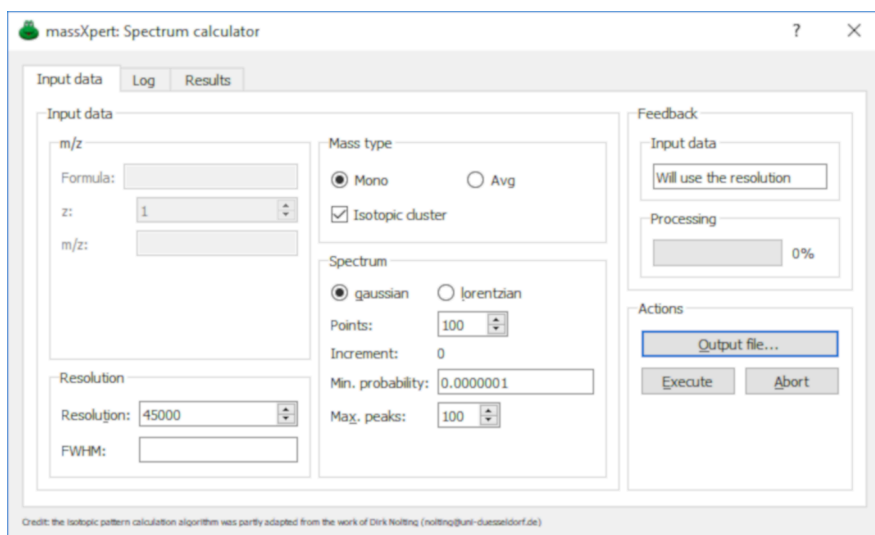 massXpert: Spectrum calculator
?
Input data Log Results
Input data
m/z
Formula:
z: 1
m/z:
Resolution
Resolution: 45000
FWHM:
Mass type
Mono Avg
Isotopic cluster
Spectrum
gaussian lorentzian
Points: 100
Increment: 0
Min. probability: 0.0000001
Max. peaks: 100
Feedback
Input data
Will use the resolution
Processing
0%
Actions
Output file...
Execute Abort
Credit: the isotopic pattern calculation algorithm was partly adapted from the work of Dirk Nolting (nolting@uni-duesseldorf.de)